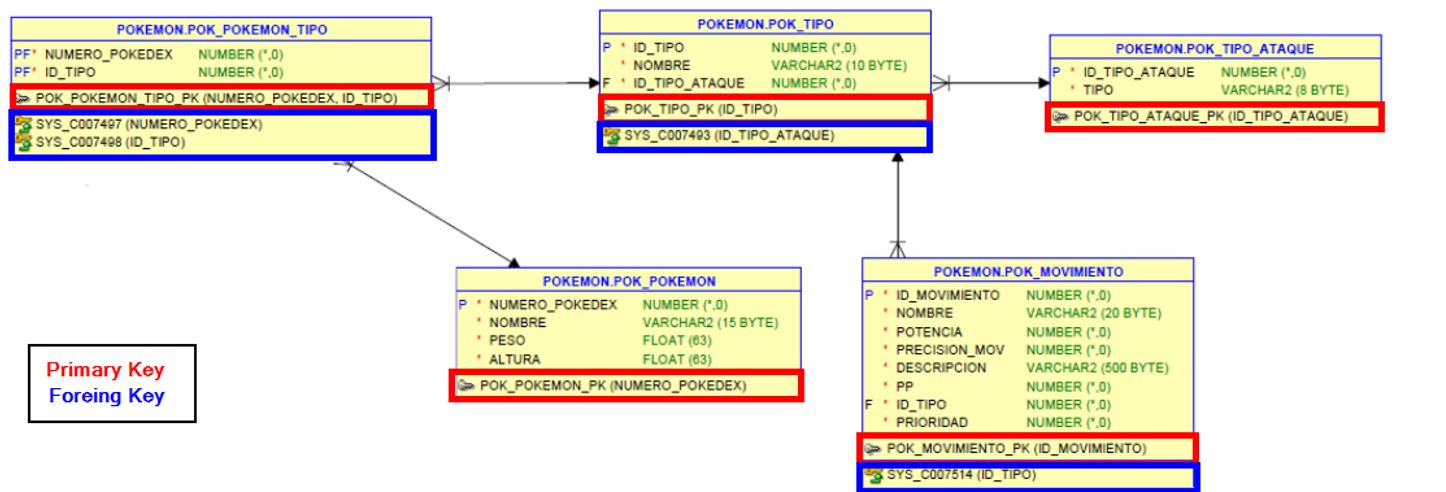 POKEMON.POK_POKEMON_TIPO
PF* NUMERO_POKEDEX NUMBER (*,0)
PF* ID_TIPO NUMBER (*,0)
POK_POKEMON_TIPO_PK (NUMERO_POKEDEX, ID_TIPO)
SYS_C007497 (NUMERO_POKEDEX)
SYS_C007498 (ID_TIPO)
POKEMON.POK_TIPO
P * ID_TIPO NUMBER (*,0)
* NOMBRE VARCHAR2 (10 BYTE)
F * ID_TIPO_ATAQUE NUMBER (*,0)
POK_TIPO_PK (ID_TIPO)
SYS_C007493 (ID_TIPO_ATAQUE)
POKEMON.POK_TIPO_ATAQUE
P * ID_TIPO_ATAQUE NUMBER (*,0)
* TIPO VARCHAR2 (8 BYTE)
POK_TIPO_ATAQUE_PK (ID_TIPO_ATAQUE)
POKEMON.POK_POKEMON
P * NUMERO_POKEDEX NUMBER (*,0)
* NOMBRE VARCHAR2 (15 BYTE)
* PESO FLOAT (63)
* ALTURA FLOAT (63)
POK_POKEMON_PK (NUMERO_POKEDEX)
POKEMON.POK_MOVIMIENTO
P * ID_MOVIMIENTO NUMBER (*,0)
* NOMBRE VARCHAR2 (20 BYTE)
* POTENCIA NUMBER (*,0)
* PRECISION_MOV NUMBER (*,0)
* DESCRIPCION VARCHAR2 (500 BYTE)
* PP NUMBER (*,0)
F * ID_TIPO NUMBER (*,0)
* PRIORIDAD NUMBER (*,0)
POK_MOVIMIENTO_PK (ID_MOVIMIENTO)
SYS_C007514 (ID_TIPO)
Primary Key
Foreing Key